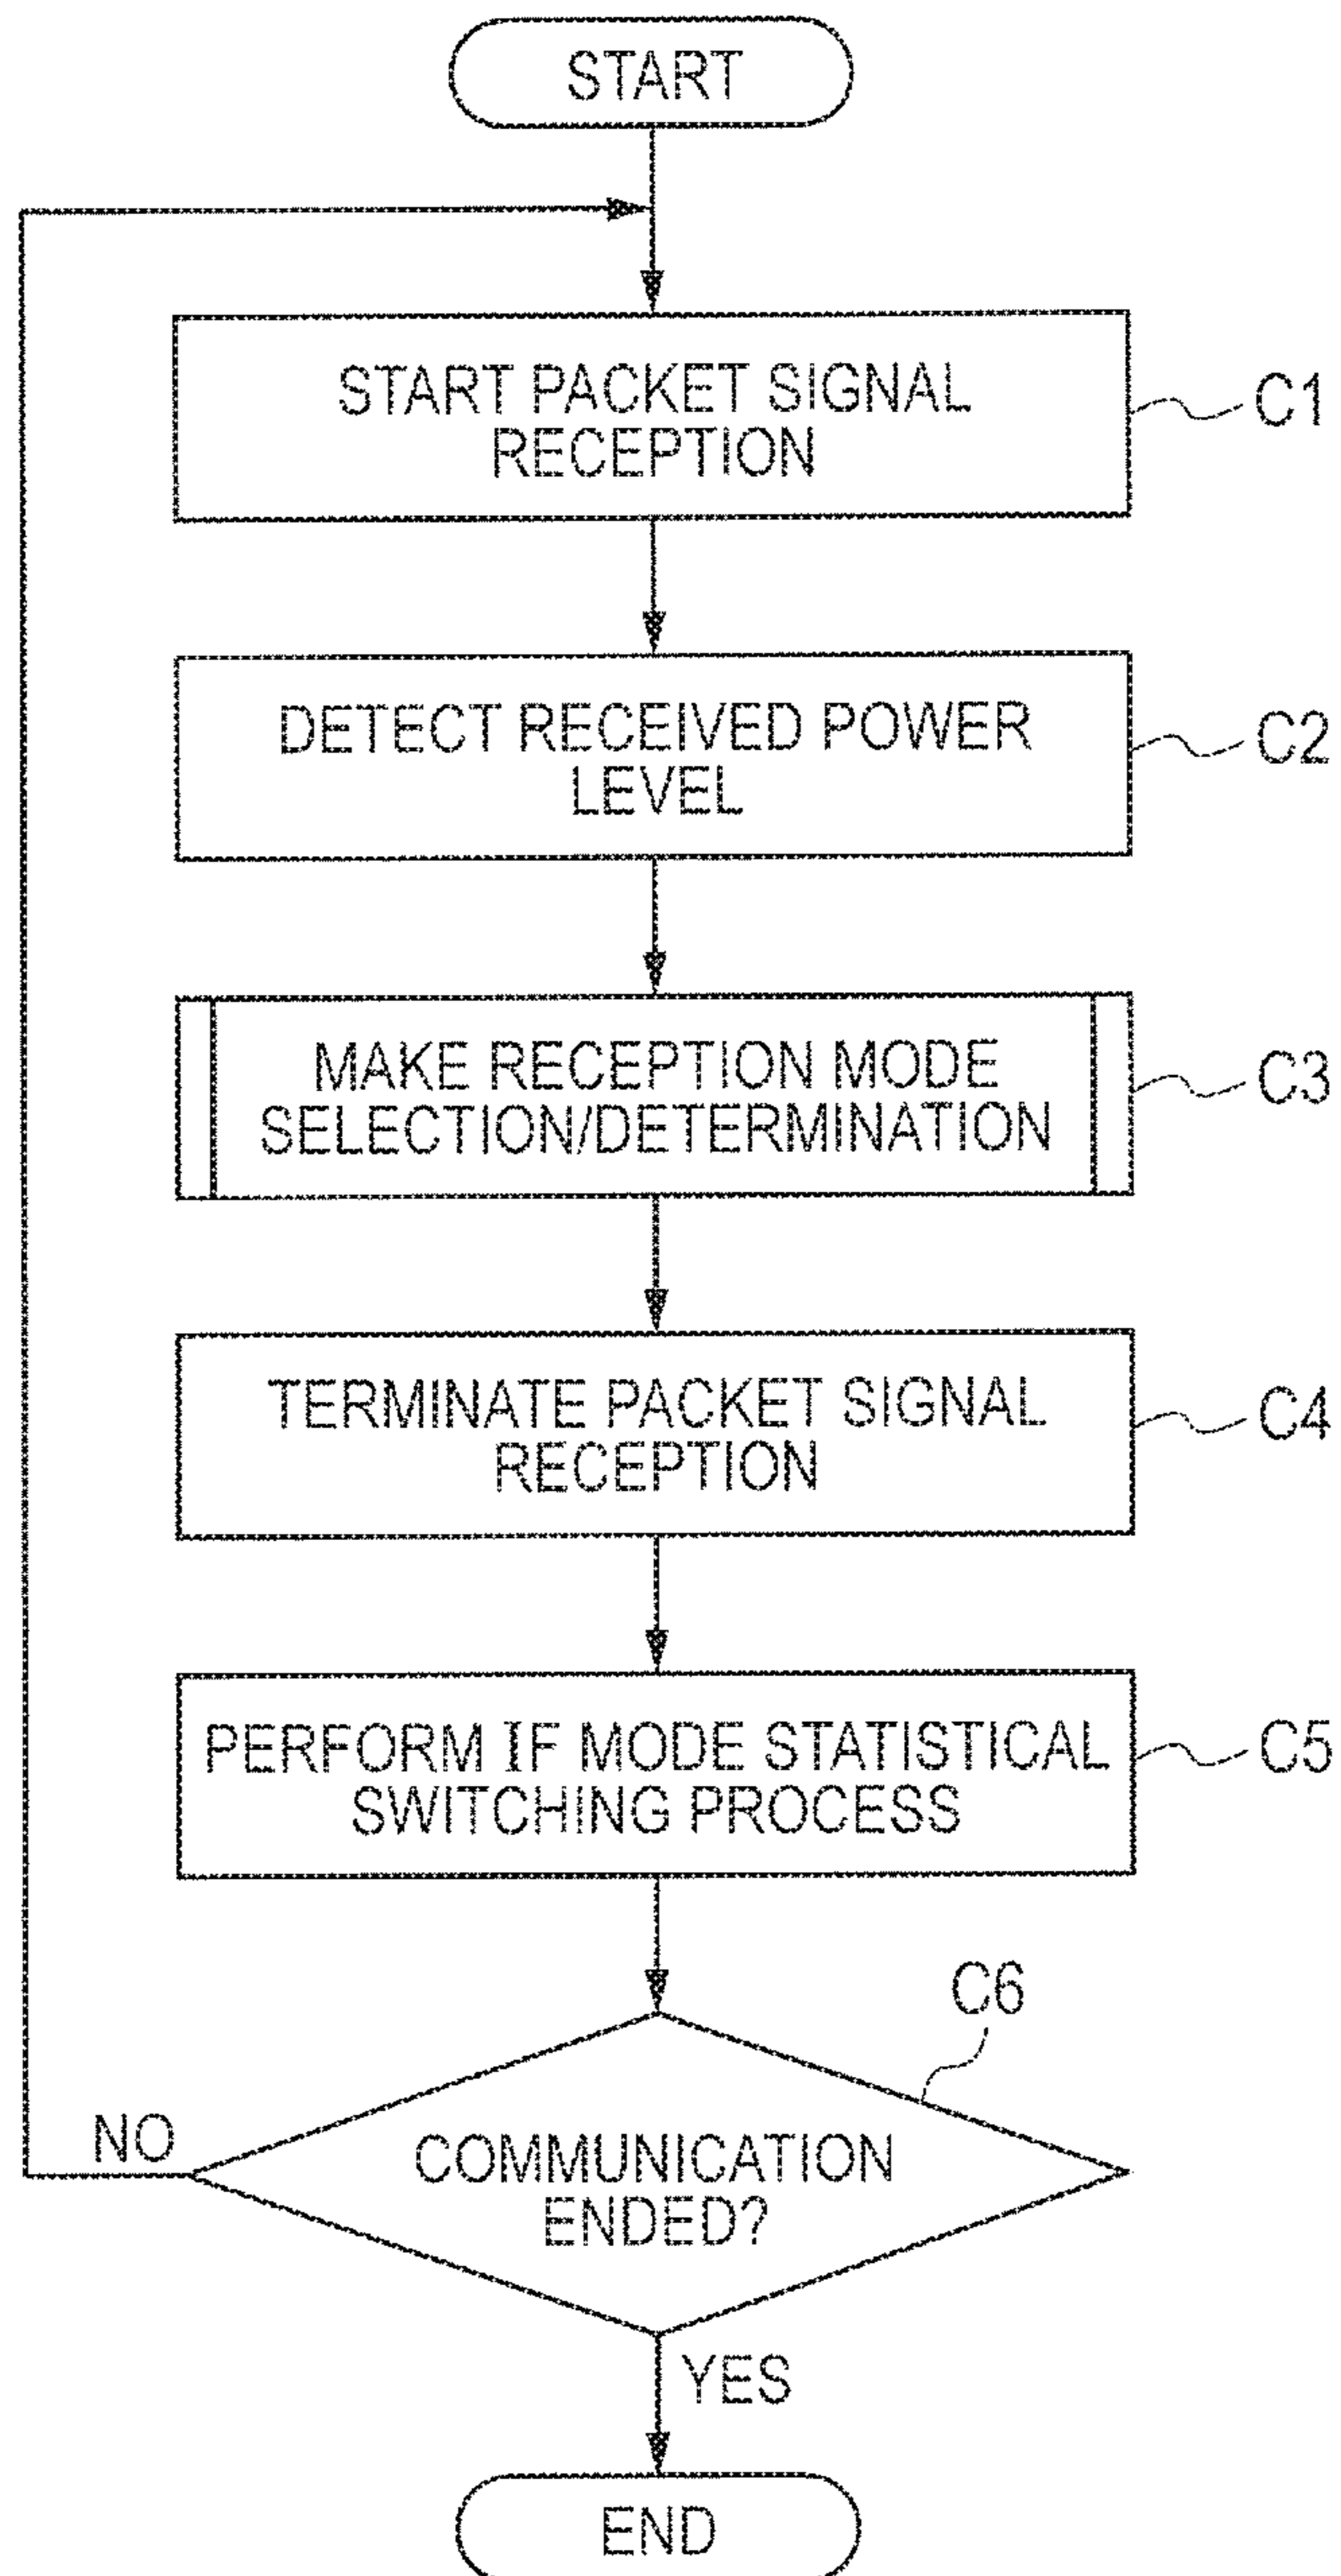 START
START PACKET SIGNAL
RECEPTION
C1
DETECT RECEIVED POWER
LEVEL
C2
MAKE RECEPTION MODE
SELECTION/DETERMINATION
C3
TERMINATE PACKET SIGNAL
RECEPTION
C4
PERFORM IF MODE STATISTICAL
SWITCHING PROCESS
C5
C6
NO
COMMUNICATION
ENDED?
YES
END